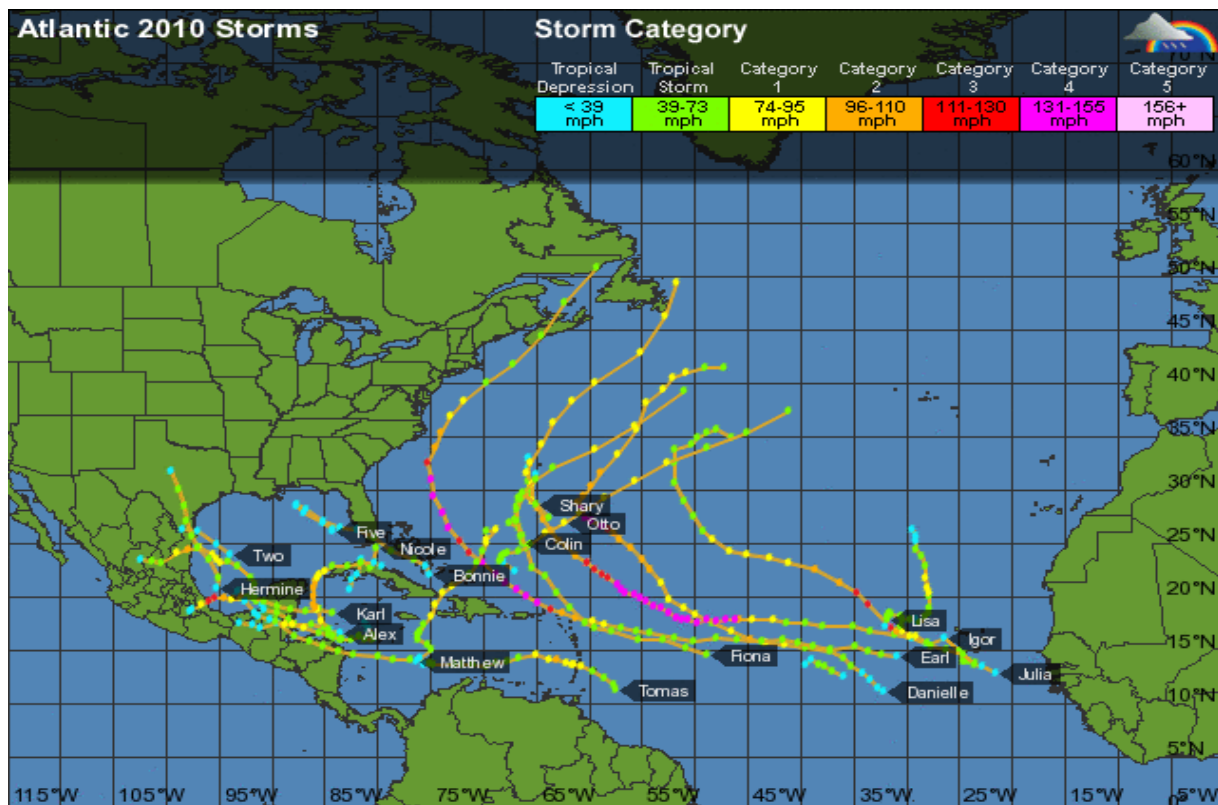 Atlantic 2010 Storms
Storm Category
Tropical Depression
Tropical Storm
Category 1
Category 2
Category 3
Category 4
Category 5
< 39 mph
39-73 mph
74-95 mph
96-110 mph
111-130 mph
131-155 mph
156+ mph
70°N
60°N
55°N
50°N
45°N
40°N
35°N
30°N
25°N
20°N
15°N
10°N
5°N
Shary
Otto
Five
Nicole
Colin
Two
Bonnie
Hermine
Karl
Lisa
Alex
Igor
Fiona
Earl
Matthew
Julia
Tomas
Danielle
115°W 105°W 95°W 85°W 75°W 65°W 55°W 45°W 35°W 25°W 15°W 5°W